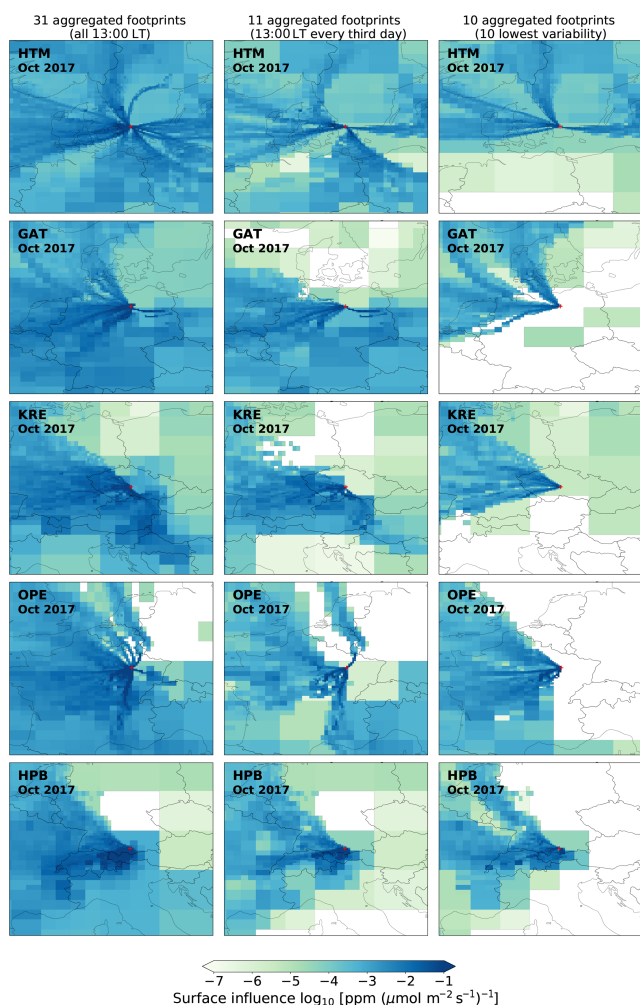 31 aggregated footprints
(all 13:00 LT)
11 aggregated footprints
(13:00 LT every third day)
10 aggregated footprints
(10 lowest variability)
HTM
Oct 2017
HTM
Oct 2017
HTM
Oct 2017
GAT
Oct 2017
GAT
Oct 2017
GAT
Oct 2017
KRE
Oct 2017
KRE
Oct 2017
KRE
Oct 2017
OPE
Oct 2017
OPE
Oct 2017
OPE
Oct 2017
HPB
Oct 2017
HPB
Oct 2017
HPB
Oct 2017
−7 −6 −5 −4 −3 −2 −1
Surface influence log₁₀ [ppm (μmol m⁻² s⁻¹)⁻¹]